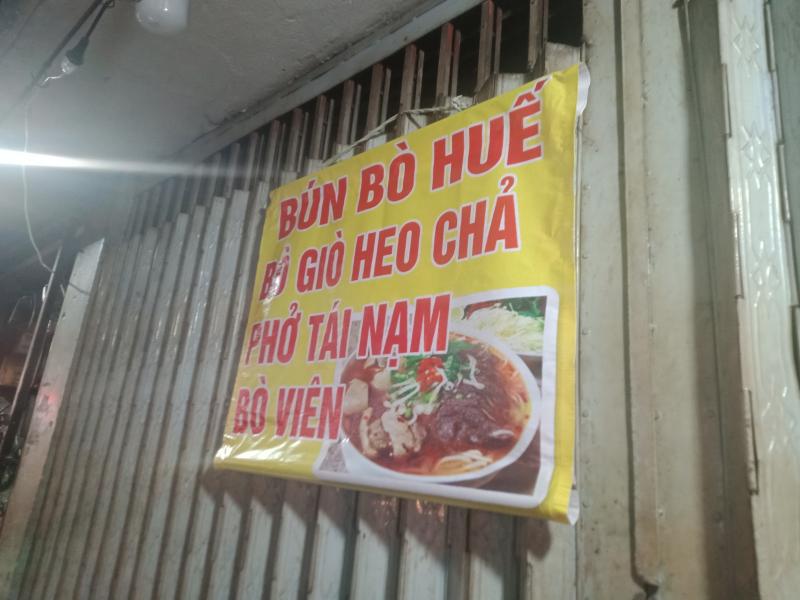 BÚN BÒ HUẾ
BÒ GIÒ HEO CHẢ
PHỞ TÁI NẠM
BÒ VIÊN